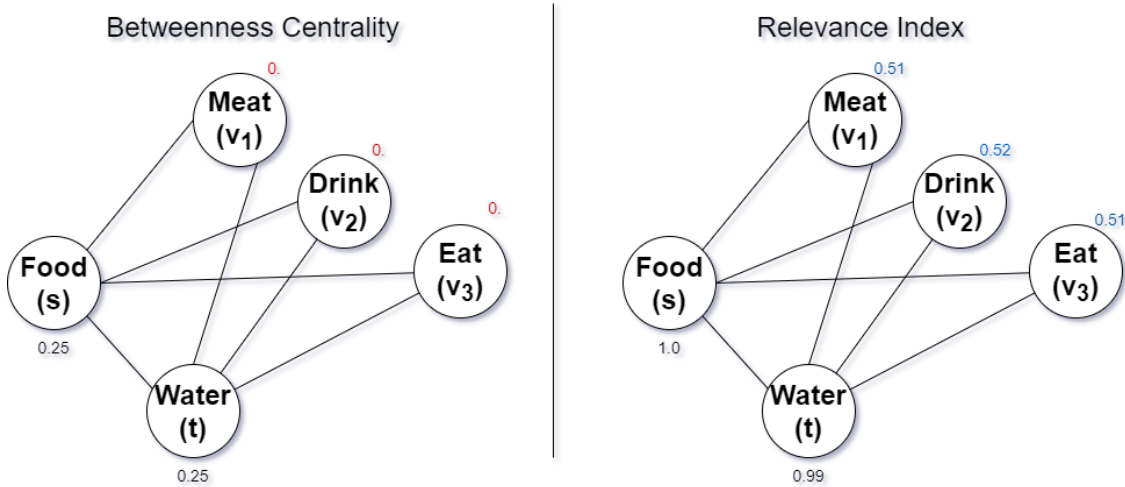 Betweenness Centrality
0.
Meat
(v1)
0.
Drink
(v2)
0.
Eat
(v3)
Food
(s)
0.25
Water
(t)
0.25
Relevance Index
0.51
Meat
(v1)
0.52
Drink
(v2)
0.51
Eat
(v3)
Food
(s)
1.0
Water
(t)
0.99